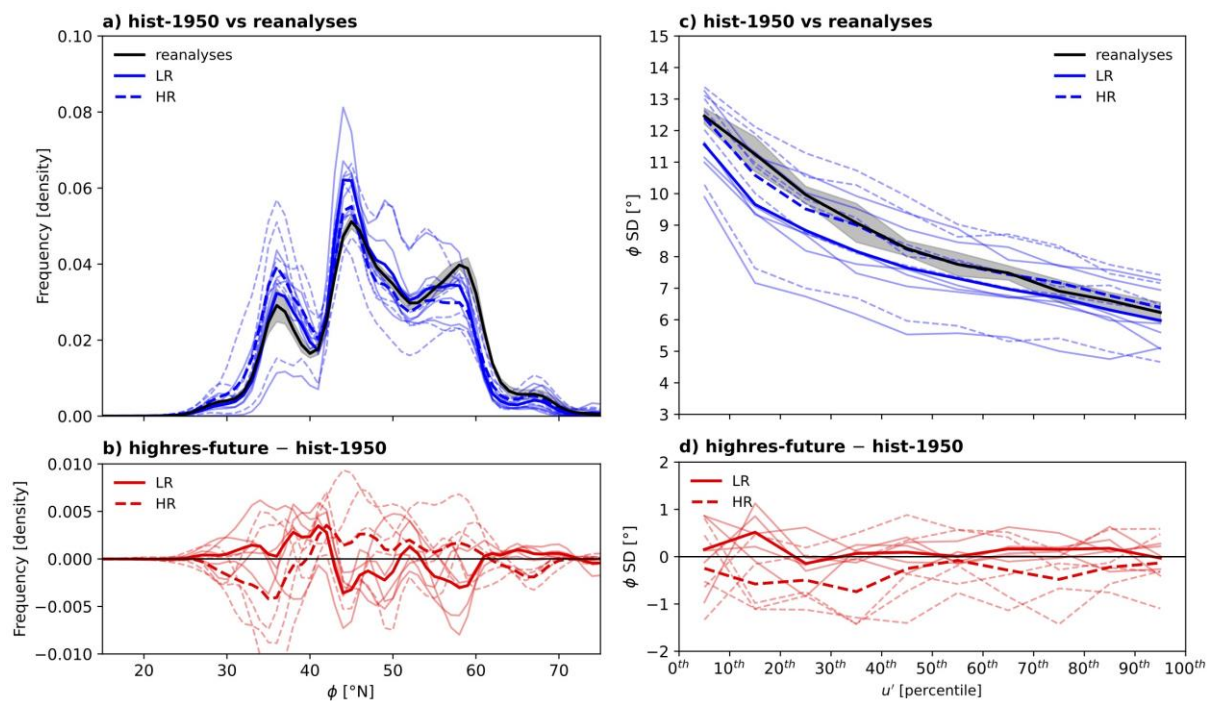 a) hist-1950 vs reanalyses
0.10
0.08
0.06
0.04
0.02
0.00
Frequency [density]
reanalyses
LR
HR
b) highres-future − hist-1950
0.010
0.005
0.000
−0.005
−0.010
Frequency [density]
LR
HR
20 30 40 50 60 70
ϕ [°N]
c) hist-1950 vs reanalyses
15
14
13
12
11
10
9
8
7
6
5
4
3
ϕ SD [°]
reanalyses
LR
HR
d) highres-future − hist-1950
2
1
0
−1
−2
ϕ SD [°]
LR
HR
0th 10th 20th 30th 40th 50th 60th 70th 80th 90th 100th
u′ [percentile]